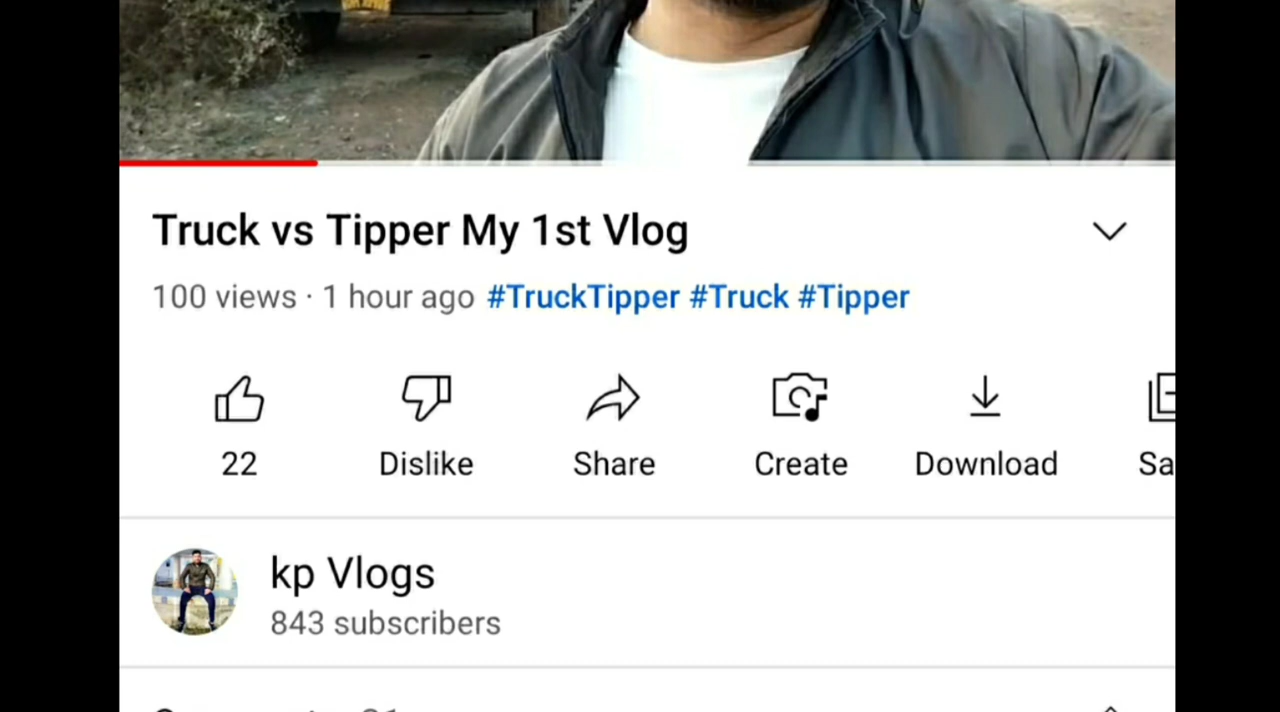 Truck vs Tipper My 1st Vlog
100 views · 1 hour ago #TruckTipper #Truck #Tipper
22 Dislike Share Create Download Sa
kp Vlogs
843 subscribers